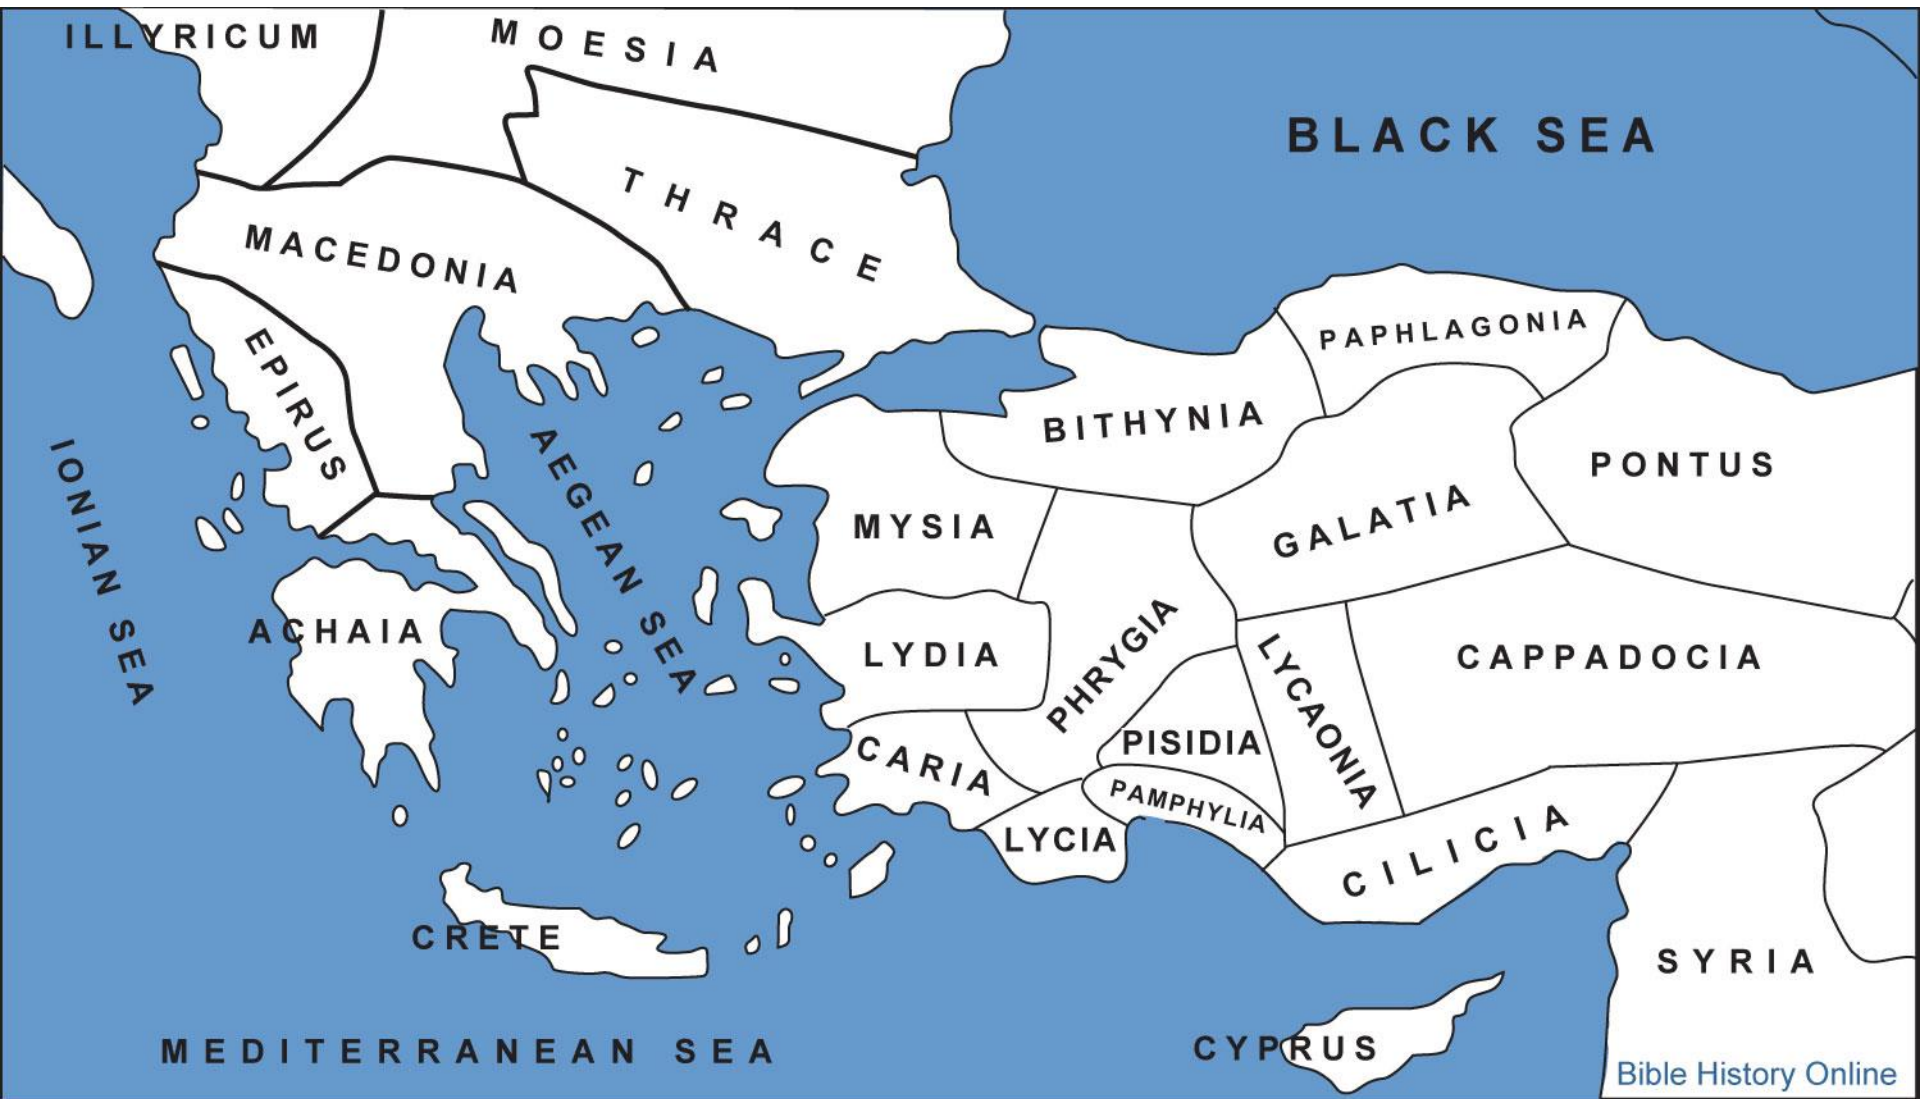 ILLYRICUM
MOESIA
BLACK SEA
THRACE
MACEDONIA
PAPHLAGONIA
EPIRUS
BITHYNIA
IONIAN SEA
AEGEAN SEA
PONTUS
GALATIA
MYSIA
ACHAIA
LYDIA
PHRYGIA
LYCAONIA
CAPPADOCIA
PISIDIA
CARIA
PAMPHYLIA
LYCIA
CILICIA
CRETE
SYRIA
MEDITERRANEAN SEA
CYPRUS
Bible History Online